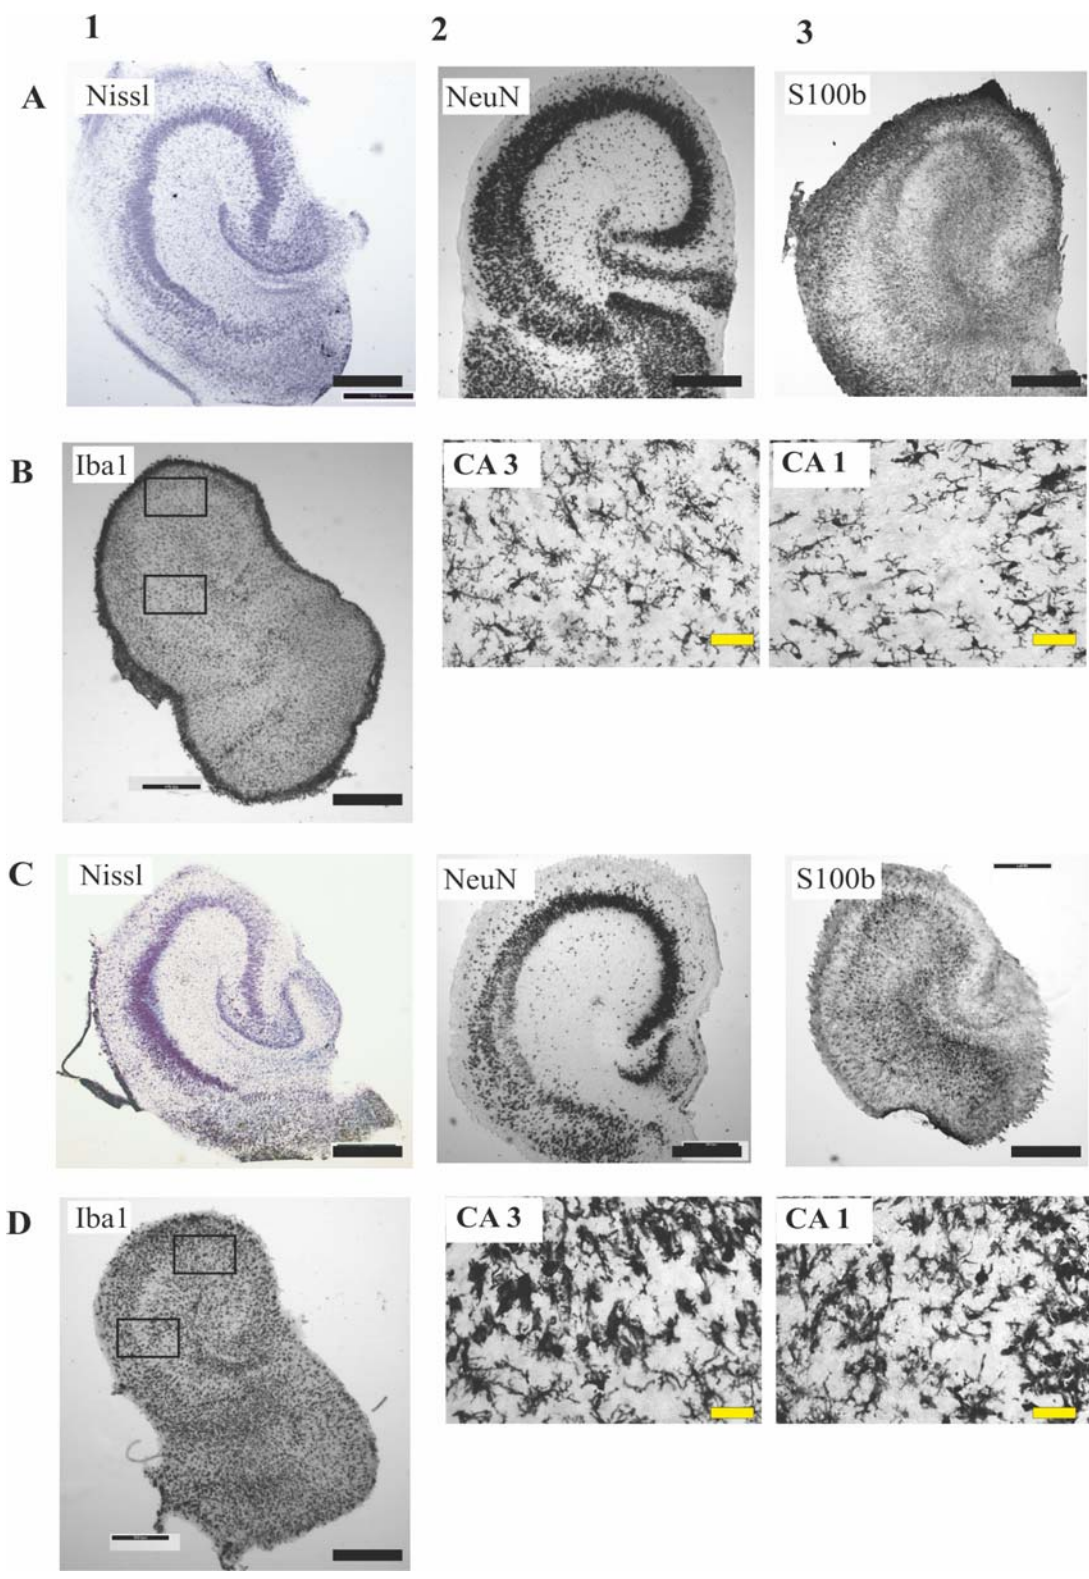 1 2 3
A Nissl NeuN S100b
B Iba1 CA 3 CA 1
C Nissl NeuN S100b
D Iba1 CA 3 CA 1